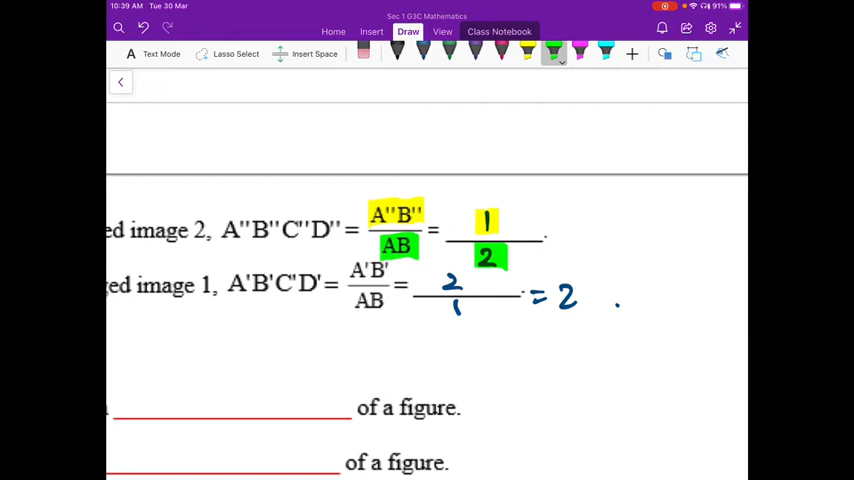 10:39 AM Tue 30 Mar
91%
Sec 1 G3C Mathematics
Home Insert Draw View Class Notebook
A Text Mode Lasso Select Insert Space
ed image 2, A''B''C''D'' = A''B''/AB = 1/2.
ged image 1, A'B'C'D' = A'B'/AB = 2/1 = 2 .
of a figure.
of a figure.